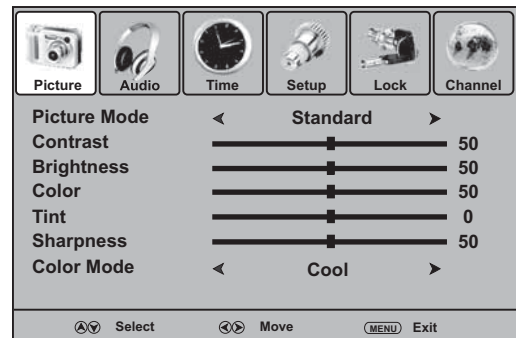 Picture Audio Time Setup Lock Channel
Picture Mode Standard
Contrast 50
Brightness 50
Color 50
Tint 0
Sharpness 50
Color Mode Cool
Select Move MENU Exit